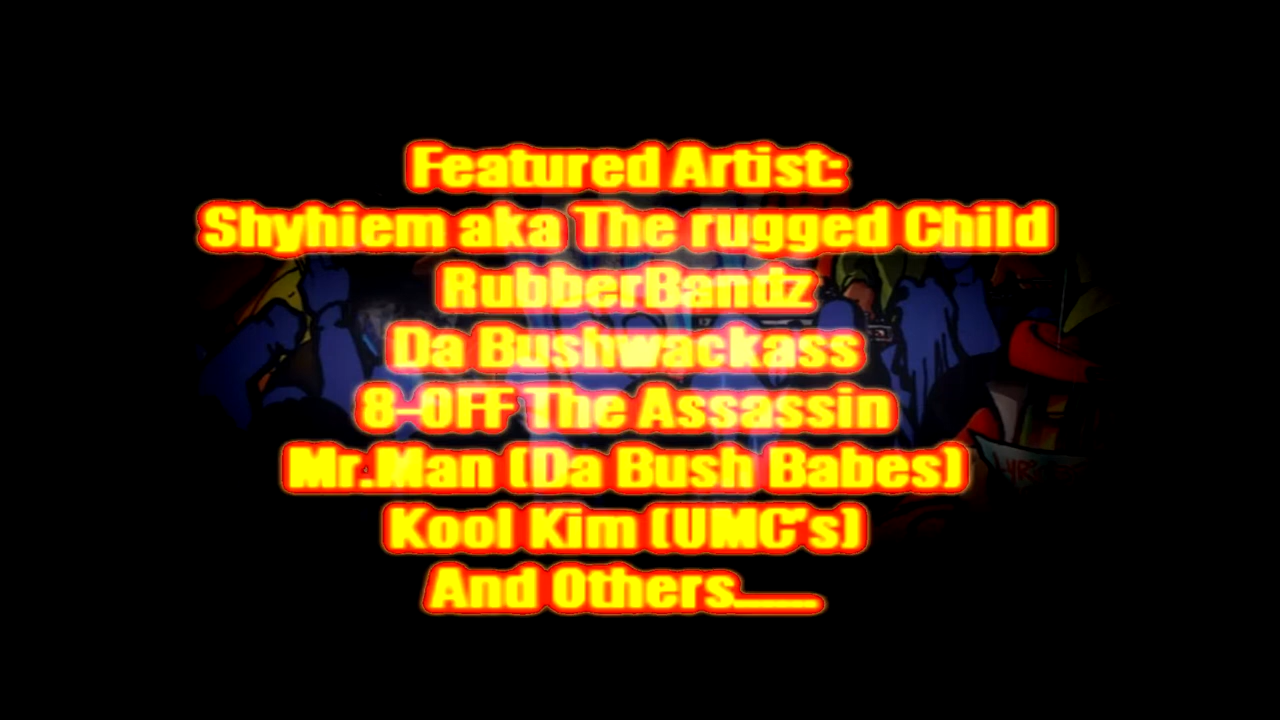 Featured Artist:
Shyhiem aka The rugged Child
RubberBandz
Da Bushwackass
8-OFF The Assassin
Mr.Man (Da Bush Babes)
Kool Kim (UMC's)
And Others......